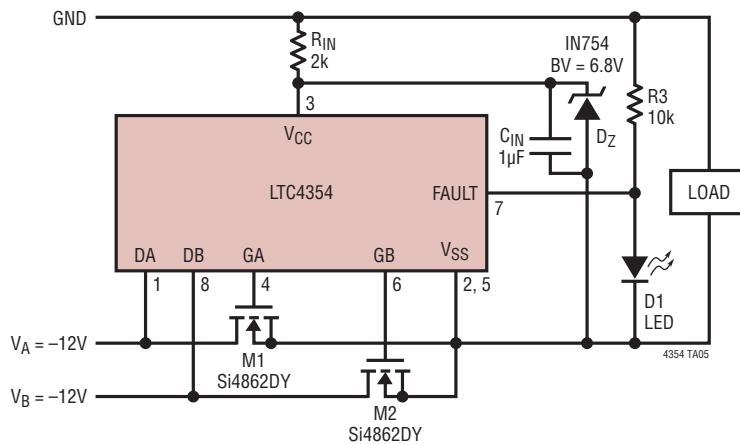 GND
R_IN
2k
IN754
BV = 6.8V
R3
10k
3
V_CC
C_IN
1µF
D_Z
LTC4354
FAULT
7
LOAD
DA
DB
GA
GB
V_SS
1
8
4
6
2, 5
D1
LED
V_A = –12V
M1
Si4862DY
4354 TA05
V_B = –12V
M2
Si4862DY